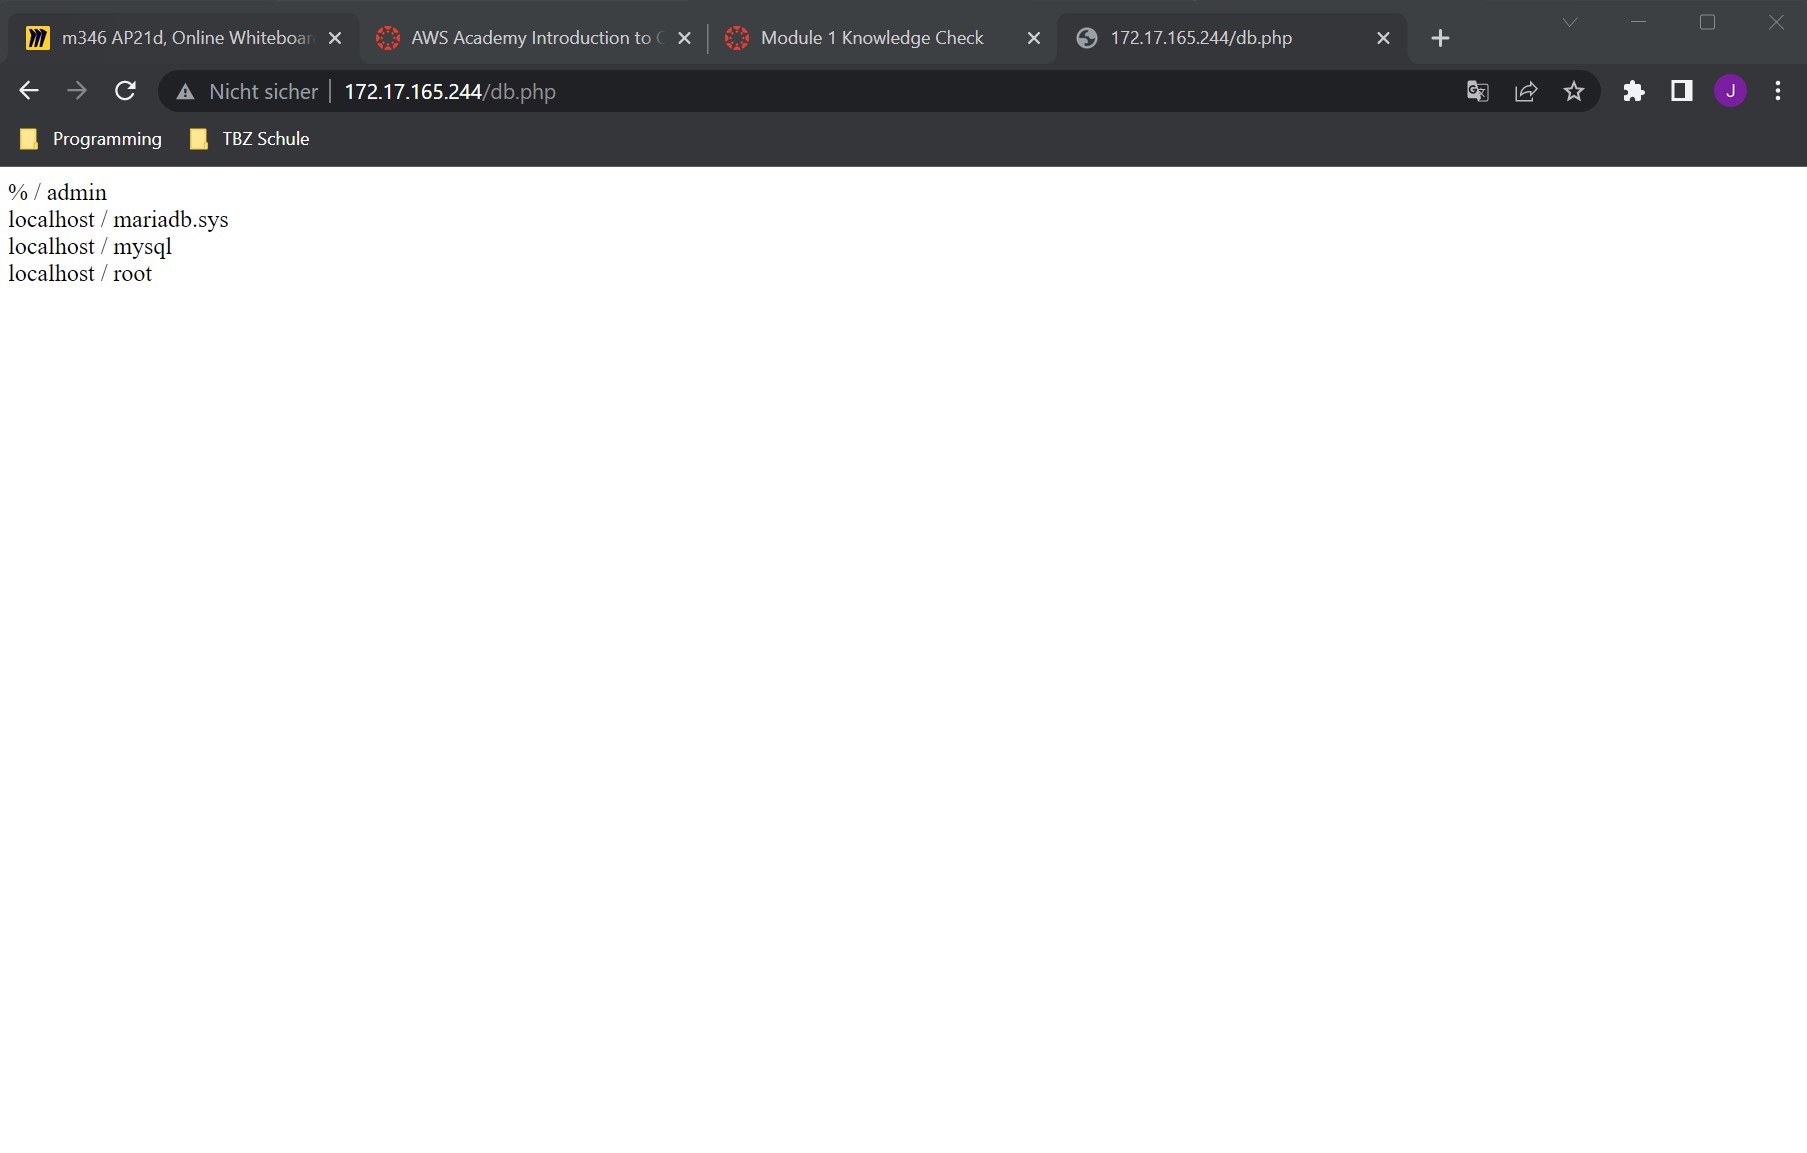 m346 AP21d, Online Whiteboar
AWS Academy Introduction to C
Module 1 Knowledge Check
172.17.165.244/db.php
Nicht sicher
172.17.165.244/db.php
J
Programming
TBZ Schule
% / admin
localhost / mariadb.sys
localhost / mysql
localhost / root